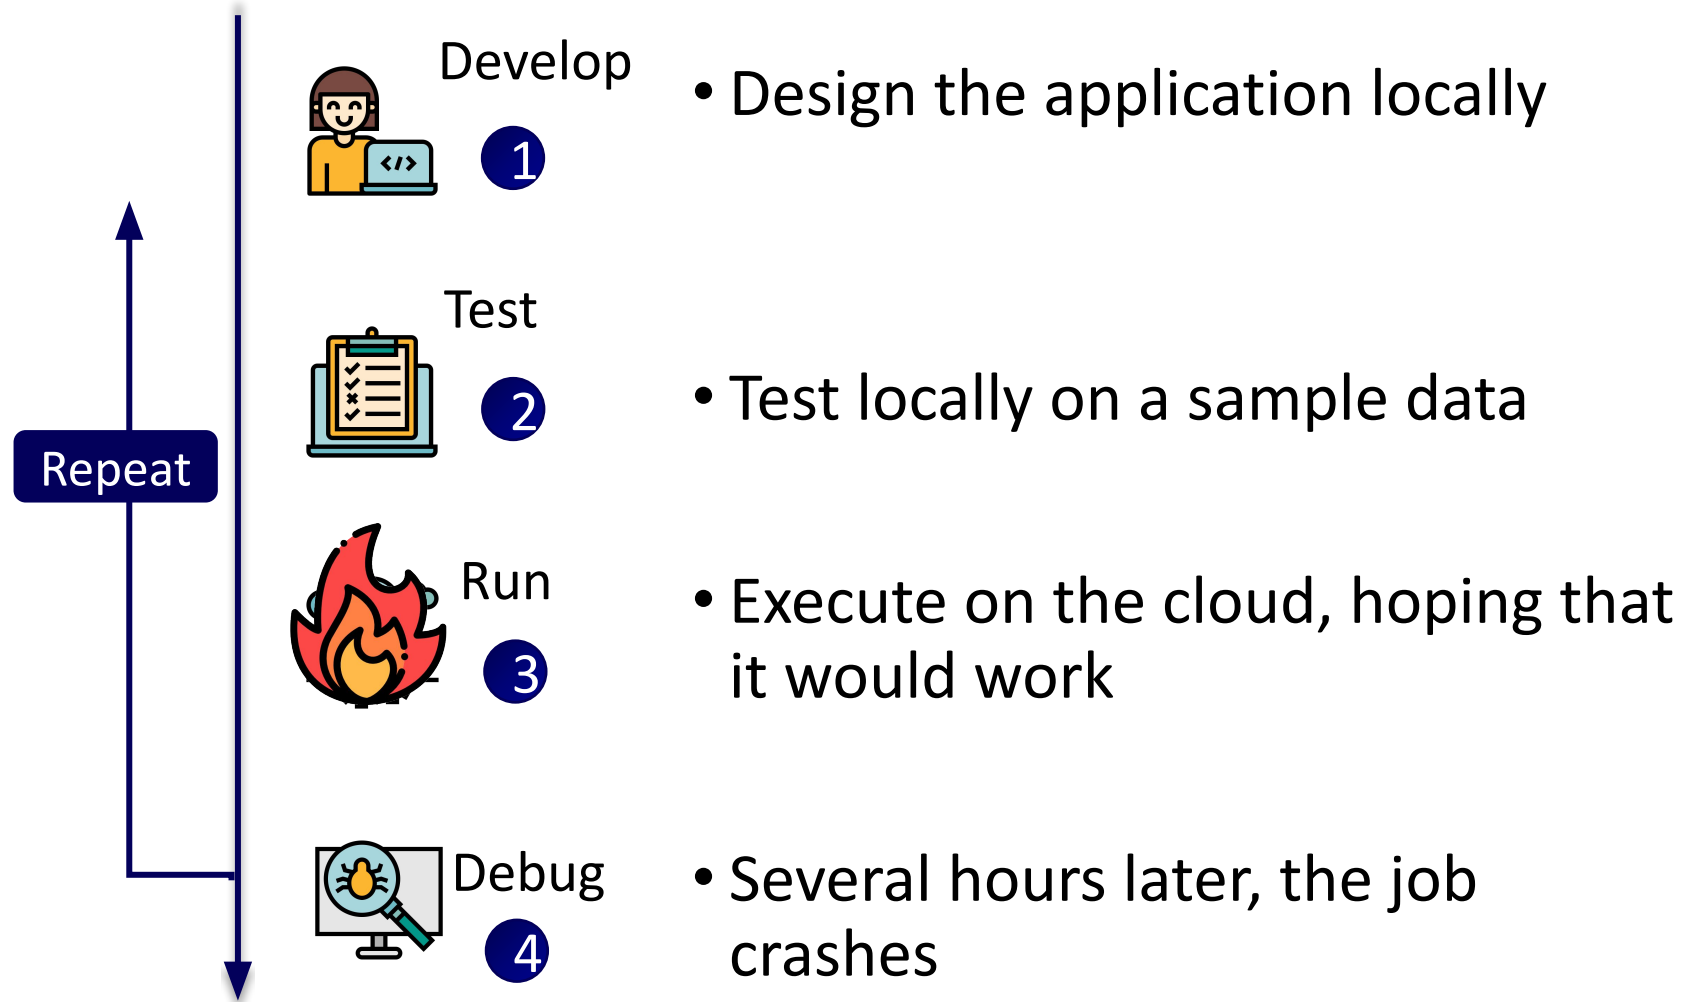 Develop
1
• Design the application locally
Test
2
• Test locally on a sample data
Repeat
Run
3
• Execute on the cloud, hoping that
it would work
Debug
4
• Several hours later, the job
crashes